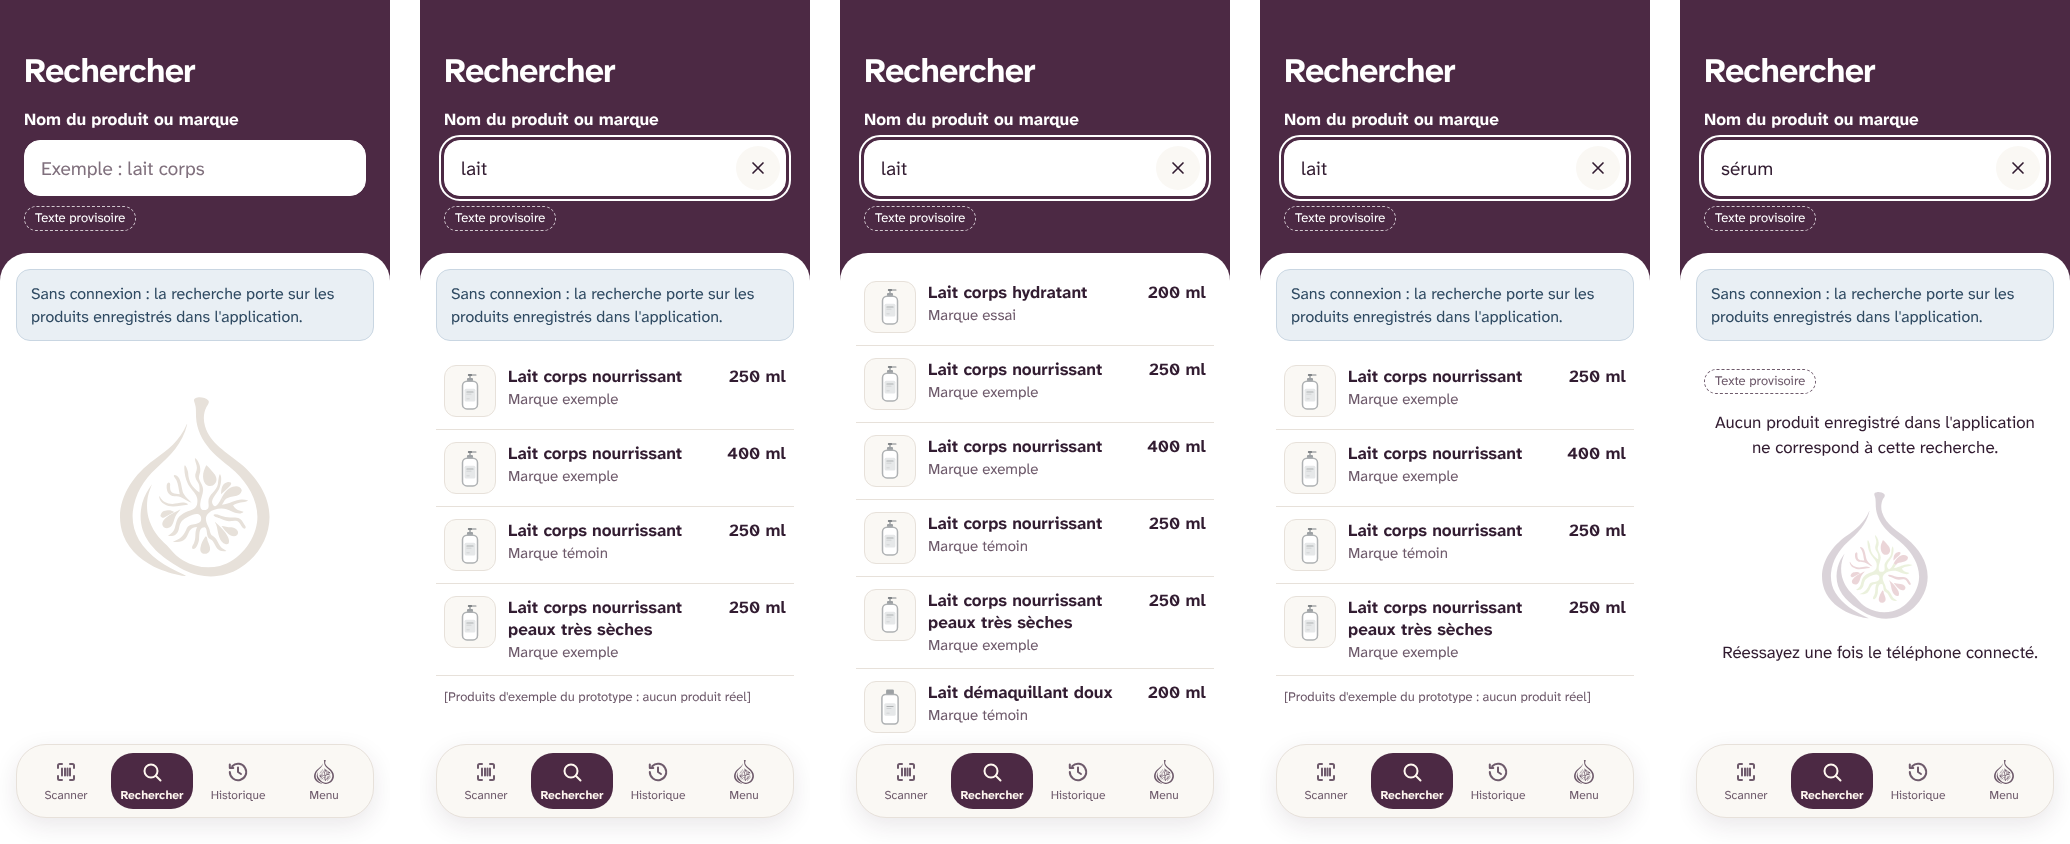 Rechercher
Nom du produit ou marque
Exemple : lait corps
Texte provisoire
Sans connexion : la recherche porte sur les
produits enregistrés dans l'application.
Scanner
Rechercher
Historique
Menu
Rechercher
Nom du produit ou marque
lait
Texte provisoire
Sans connexion : la recherche porte sur les
produits enregistrés dans l'application.
Lait corps nourrissant 250 ml
Marque exemple
Lait corps nourrissant 400 ml
Marque exemple
Lait corps nourrissant 250 ml
Marque témoin
Lait corps nourrissant 250 ml
peaux très sèches
Marque exemple
[Produits d'exemple du prototype : aucun produit réel]
Scanner
Rechercher
Historique
Menu
Rechercher
Nom du produit ou marque
lait
Texte provisoire
Lait corps hydratant 200 ml
Marque essai
Lait corps nourrissant 250 ml
Marque exemple
Lait corps nourrissant 400 ml
Marque exemple
Lait corps nourrissant 250 ml
Marque témoin
Lait corps nourrissant 250 ml
peaux très sèches
Marque exemple
Lait démaquillant doux 200 ml
Marque témoin
Scanner
Rechercher
Historique
Menu
Rechercher
Nom du produit ou marque
lait
Texte provisoire
Sans connexion : la recherche porte sur les
produits enregistrés dans l'application.
Lait corps nourrissant 250 ml
Marque exemple
Lait corps nourrissant 400 ml
Marque exemple
Lait corps nourrissant 250 ml
Marque témoin
Lait corps nourrissant 250 ml
peaux très sèches
Marque exemple
[Produits d'exemple du prototype : aucun produit réel]
Scanner
Rechercher
Historique
Menu
Rechercher
Nom du produit ou marque
sérum
Texte provisoire
Sans connexion : la recherche porte sur les
produits enregistrés dans l'application.
Texte provisoire
Aucun produit enregistré dans l'application
ne correspond à cette recherche.
Réessayez une fois le téléphone connecté.
Scanner
Rechercher
Historique
Menu